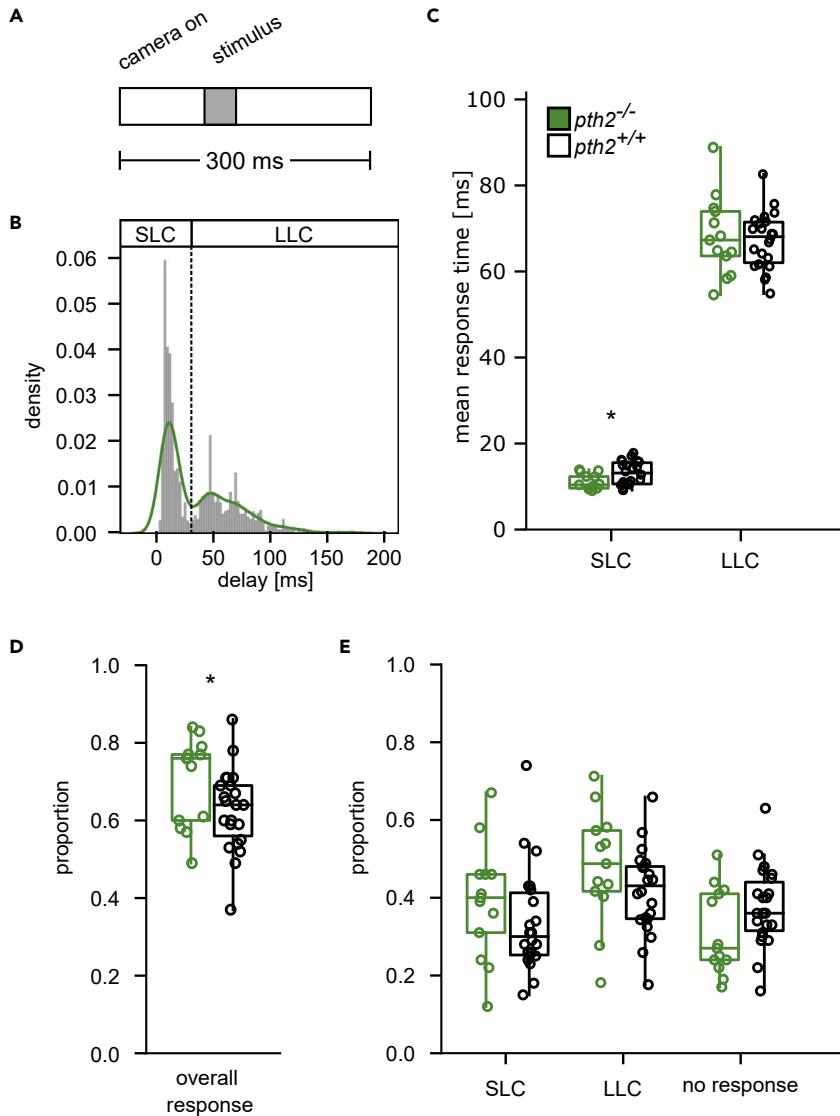 A
camera on
stimulus
300 ms
B
SLC
LLC
0.06
0.05
0.04
0.03
0.02
0.01
0.00
density
0
50
100
150
200
delay [ms]
C
100
80
60
40
20
0
mean response time [ms]
pth2-/-
pth2+/+
*
SLC
LLC
D
1.0
0.8
0.6
0.4
0.2
0.0
proportion
*
overall
response
E
1.0
0.8
0.6
0.4
0.2
0.0
proportion
SLC
LLC
no response